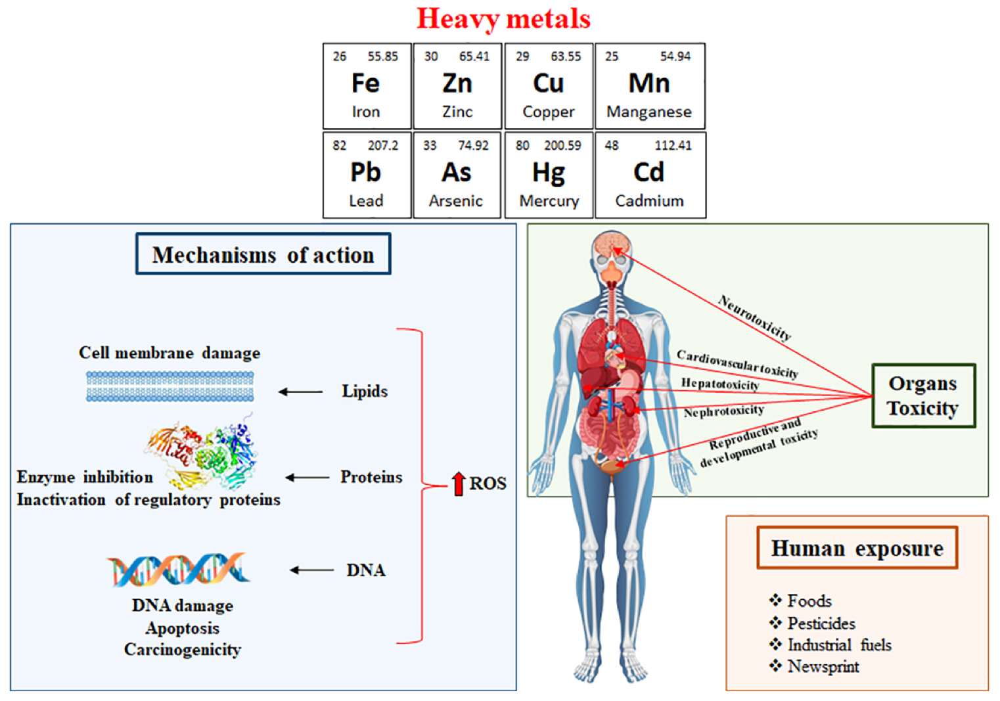 Heavy metals
26 55.85
Fe
Iron
30 65.41
Zn
Zinc
29 63.55
Cu
Copper
25 54.94
Mn
Manganese
82 207.2
Pb
Lead
33 74.92
As
Arsenic
80 200.59
Hg
Mercury
48 112.41
Cd
Cadmium
Mechanisms of action
Cell membrane damage
Lipids
Enzyme inhibition
Inactivation of regulatory proteins
Proteins
ROS
DNA
DNA damage
Apoptosis
Carcinogenicity
Neurotoxicity
Cardiovascular toxicity
Hepatotoxicity
Nephrotoxicity
Reproductive and
developmental toxicity
Organs
Toxicity
Human exposure
❖ Foods
❖ Pesticides
❖ Industrial fuels
❖ Newsprint